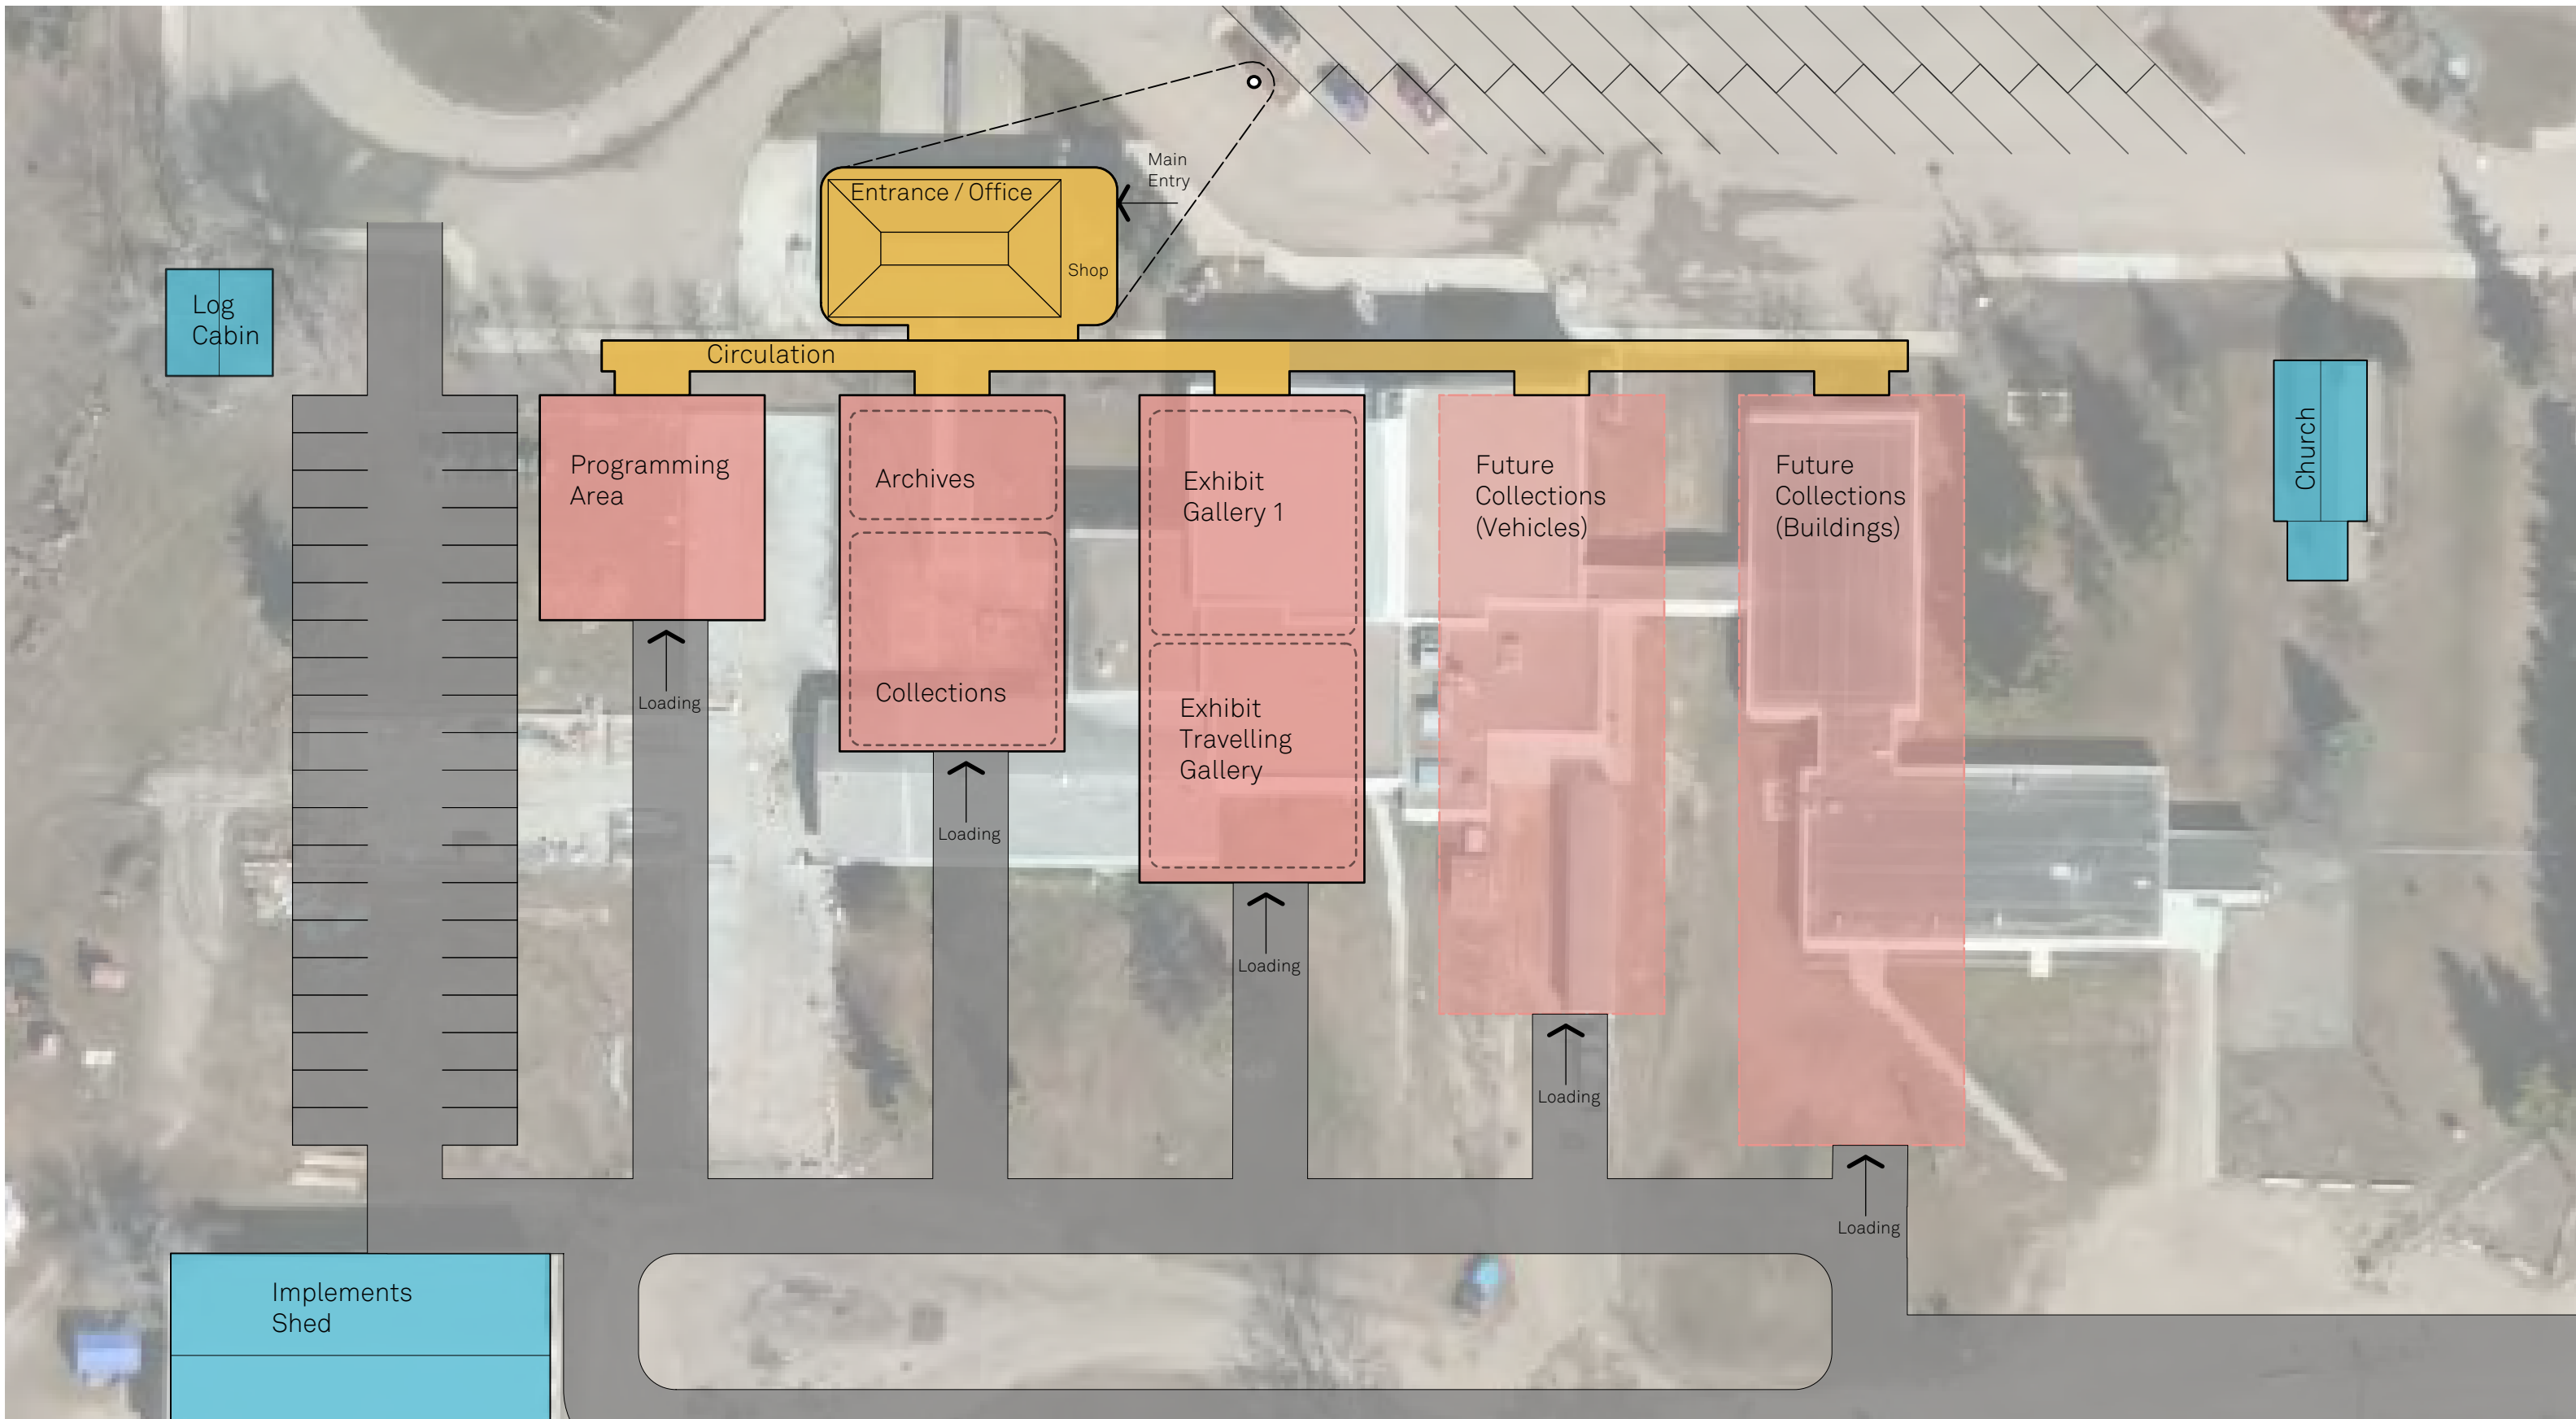 Main
Entry
Entrance / Office
Shop
Log
Cabin
Circulation
Church
Programming
Area
Archives
Exhibit
Gallery 1
Future
Collections
(Vehicles)
Future
Collections
(Buildings)
Collections
Exhibit
Travelling
Gallery
Loading
Loading
Loading
Loading
Loading
Implements
Shed